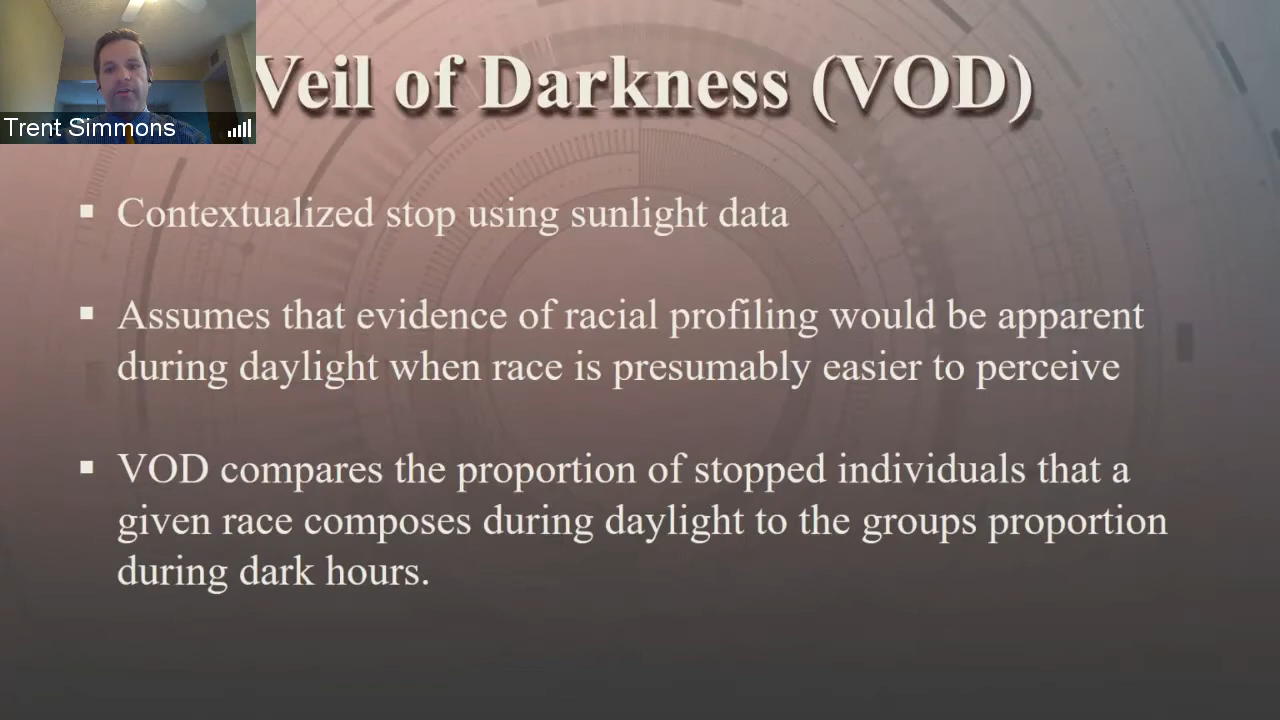 Veil of Darkness (VOD)
Trent Simmons
▪ Contextualized stop using sunlight data
▪ Assumes that evidence of racial profiling would be apparent
during daylight when race is presumably easier to perceive
▪ VOD compares the proportion of stopped individuals that a
given race composes during daylight to the groups proportion
during dark hours.